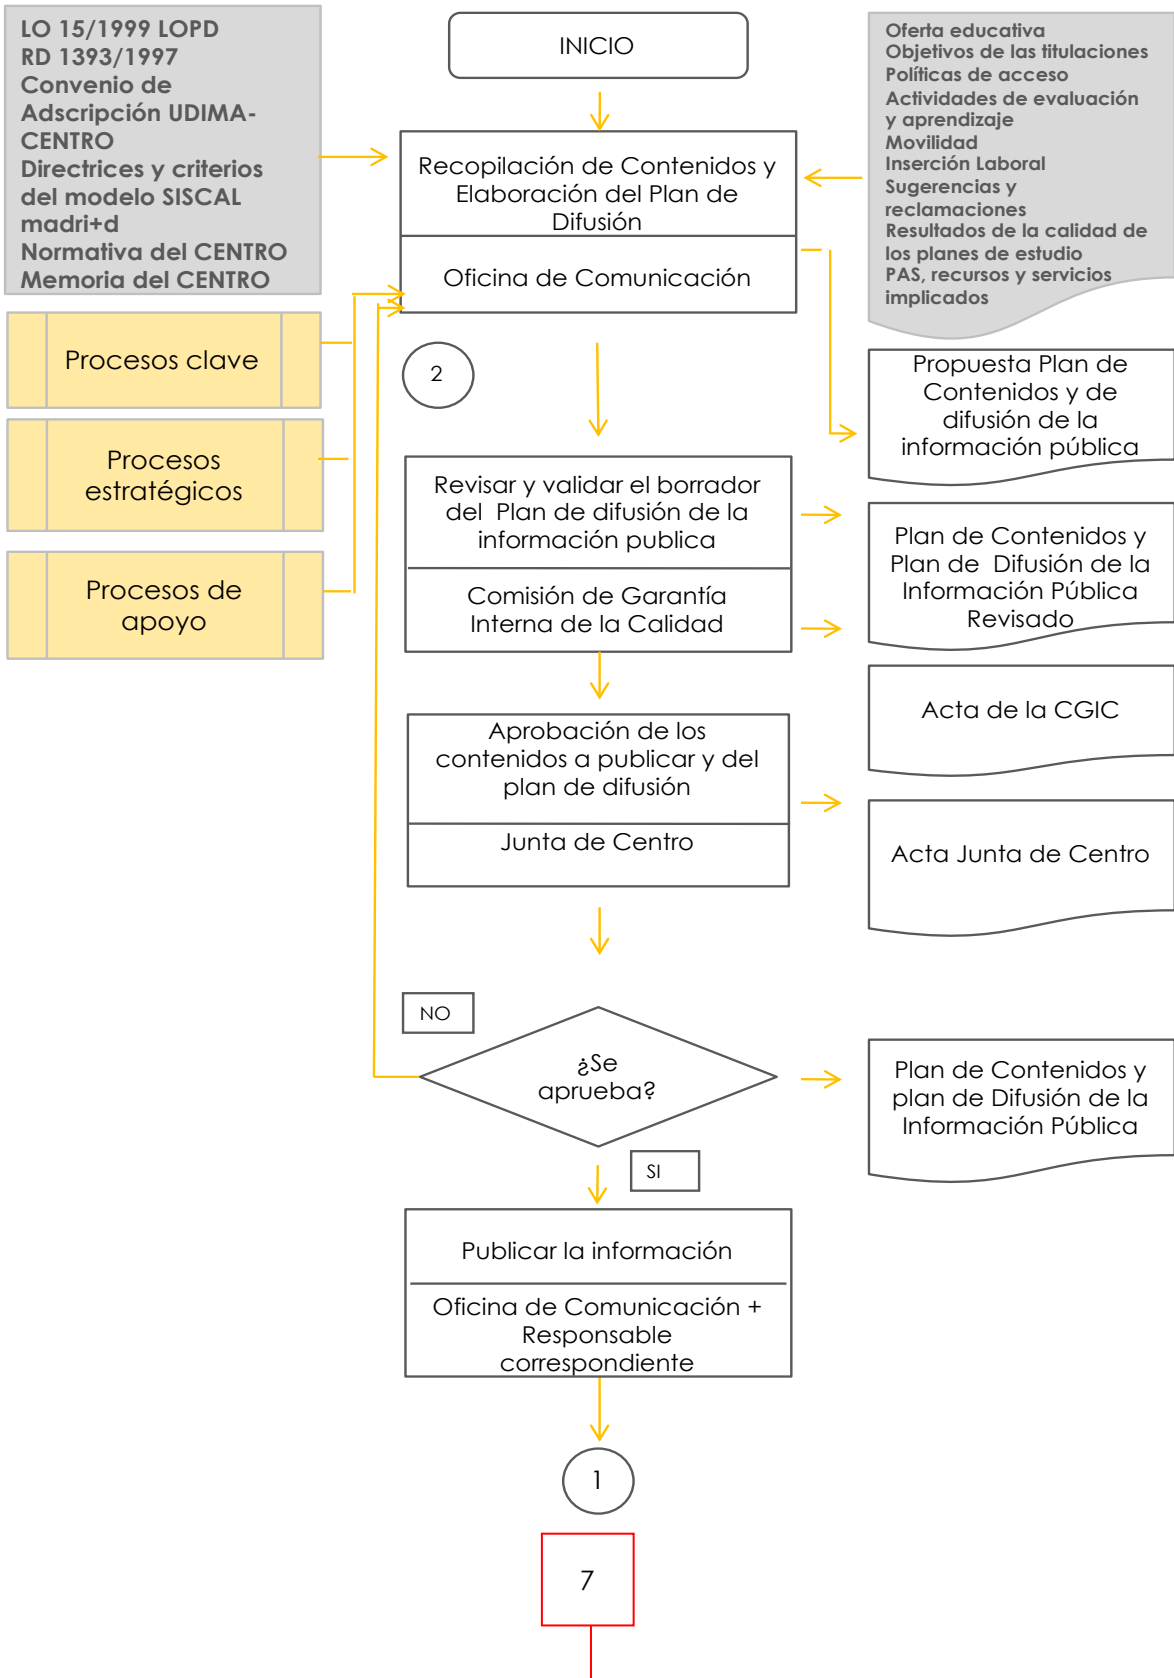 LO 15/1999 LOPD
RD 1393/1997
Convenio de
Adscripción UDIMA-
CENTRO
Directrices y criterios
del modelo SISCAL
madri+d
Normativa del CENTRO
Memoria del CENTRO
INICIO
Oferta educativa
Objetivos de las titulaciones
Políticas de acceso
Actividades de evaluación
y aprendizaje
Movilidad
Inserción Laboral
Sugerencias y
reclamaciones
Resultados de la calidad de
los planes de estudio
PAS, recursos y servicios
implicados
Recopilación de Contenidos y
Elaboración del Plan de
Difusión
Oficina de Comunicación
Procesos clave
2
Propuesta Plan de
Contenidos y de
difusión de la
información pública
Procesos
estratégicos
Revisar y validar el borrador
del Plan de difusión de la
información publica
Comisión de Garantía
Interna de la Calidad
Plan de Contenidos y
Plan de Difusión de la
Información Pública
Revisado
Procesos de
apoyo
Acta de la CGIC
Aprobación de los
contenidos a publicar y del
plan de difusión
Junta de Centro
Acta Junta de Centro
NO
¿Se
aprueba?
Plan de Contenidos y
plan de Difusión de la
Información Pública
SI
Publicar la información
Oficina de Comunicación +
Responsable
correspondiente
1
7